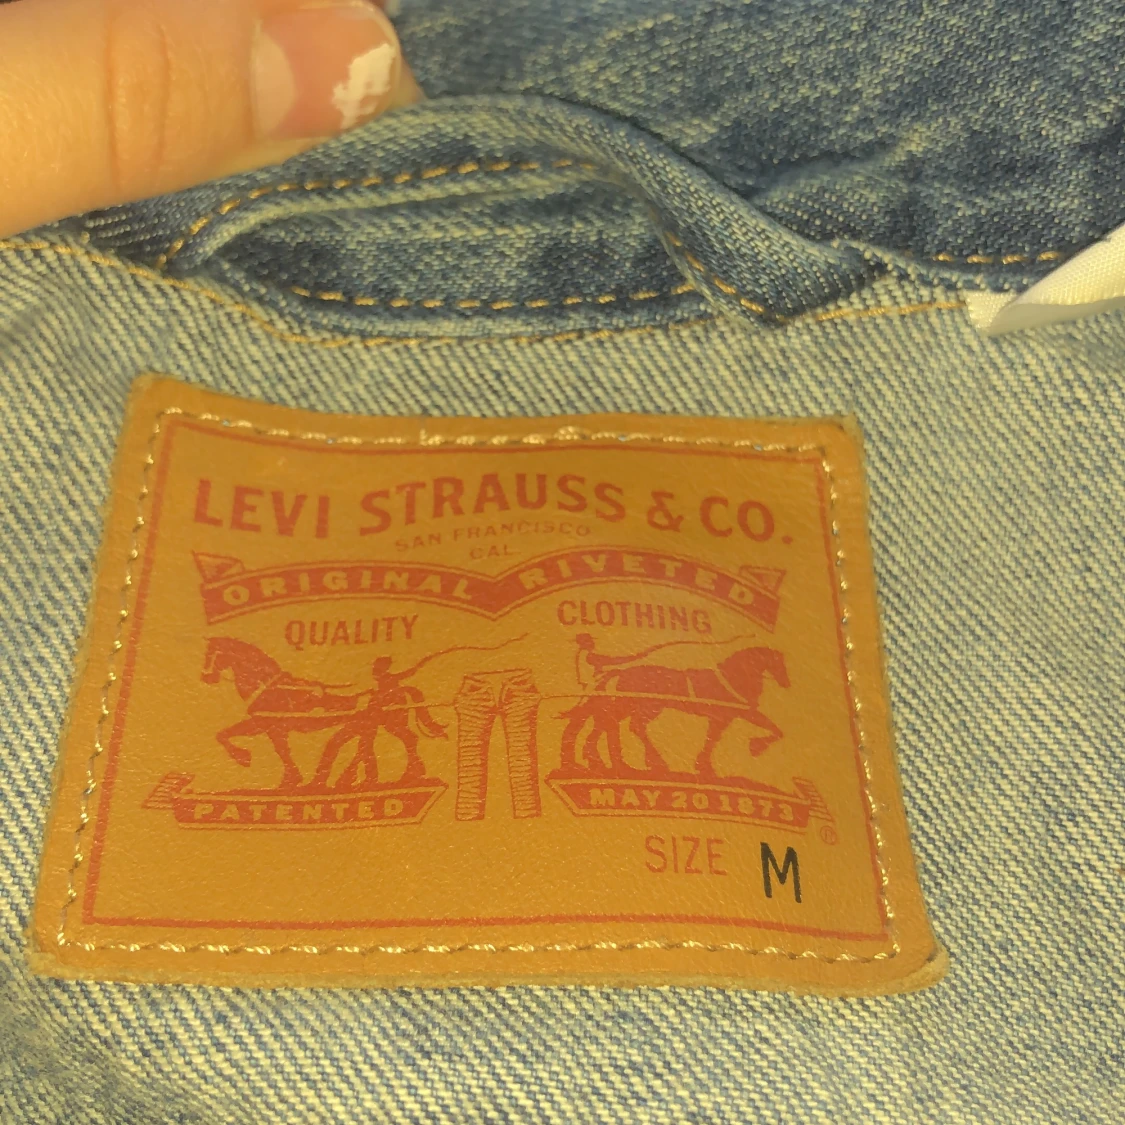 LEVI STRAUSS & CO.
SAN FRANCISCO
CAL
ORIGINAL RIVETED
QUALITY CLOTHING
PATENTED MAY 20 1873
®
SIZE M